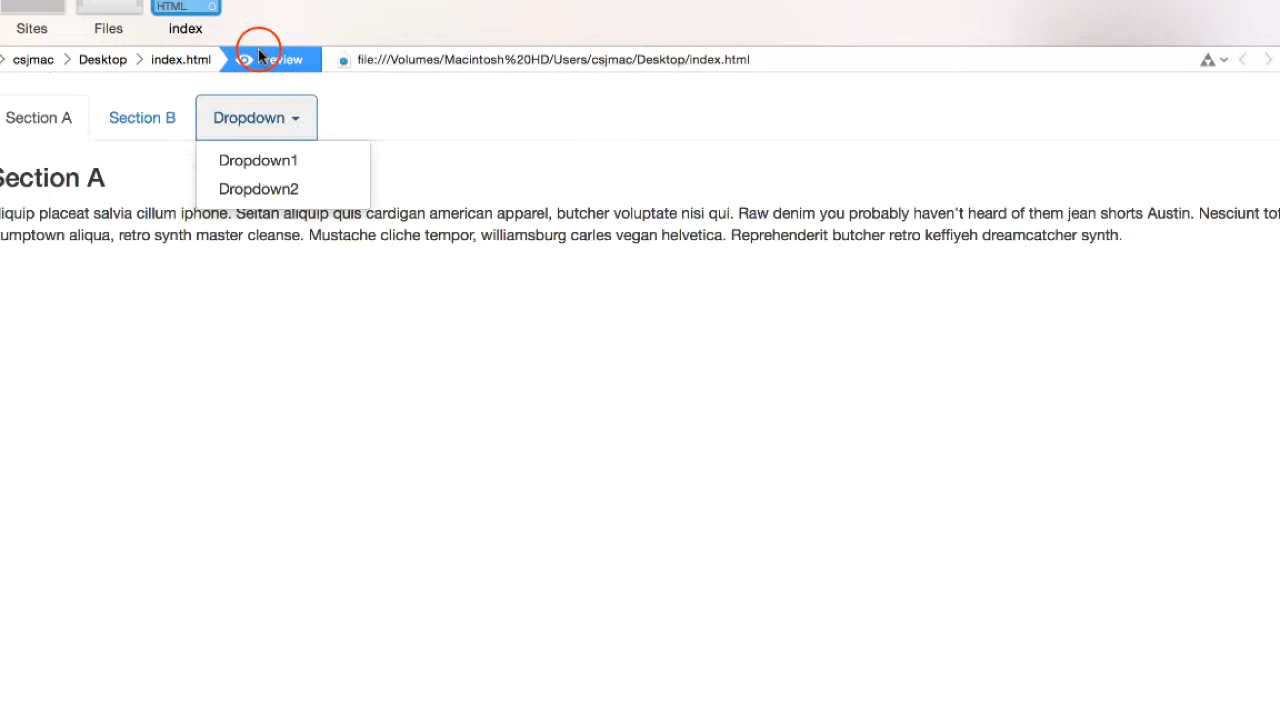 HTML
Sites Files index
csjmac Desktop index.html Preview file:///Volumes/Macintosh%20HD/Users/csjmac/Desktop/index.html
Section A Section B Dropdown
Dropdown1
Dropdown2
Section A
liquip placeat salvia cillum iphone. Seitan aliquip quis cardigan american apparel, butcher voluptate nisi qui. Raw denim you probably haven't heard of them jean shorts Austin. Nesciunt tof
umptown aliqua, retro synth master cleanse. Mustache cliche tempor, williamsburg carles vegan helvetica. Reprehenderit butcher retro keffiyeh dreamcatcher synth.